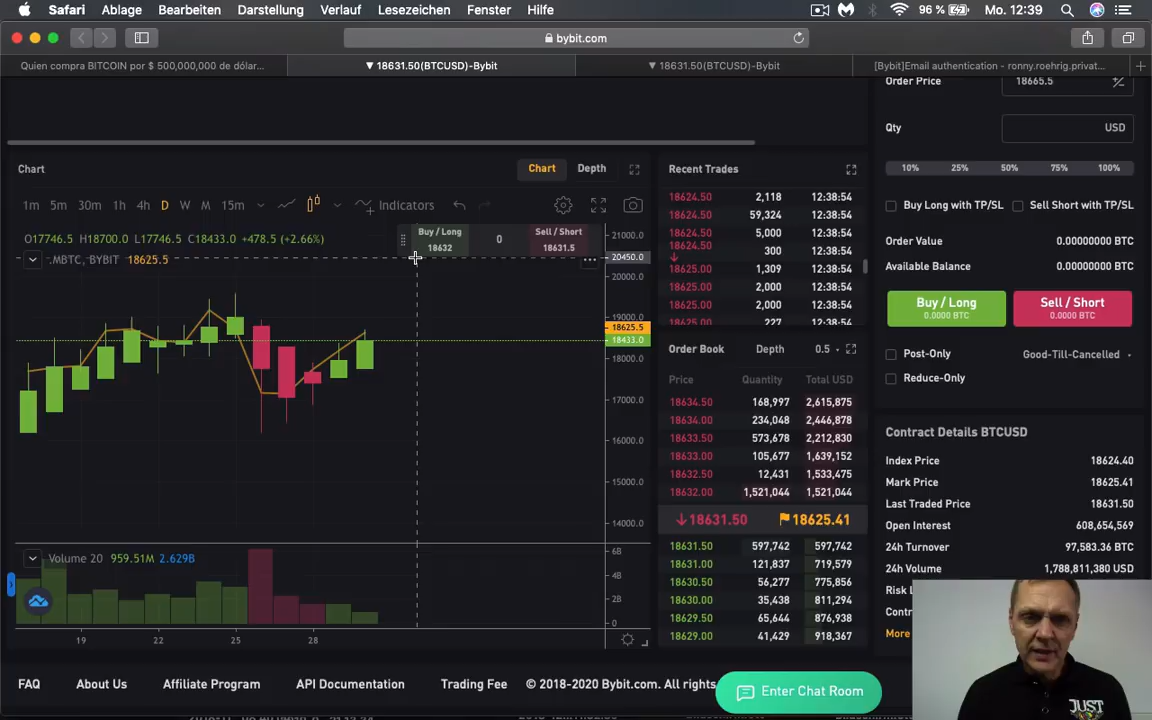 Safari Ablage Bearbeiten Darstellung Verlauf Lesezeichen Fenster Hilfe 96 % Mo. 12:39
bybit.com
Quien compra BITCOIN por $ 500,000,000 de dólar...
▼ 18631.50(BTCUSD)-Bybit
▼ 18631.50(BTCUSD)-Bybit
[Bybit]Email authentication - ronny.roehrig.privat...
Order Price 18665.5
Qty USD
10% 25% 50% 75% 100%
Buy Long with TP/SL Sell Short with TP/SL
Order Value 0.00000000 BTC
Available Balance 0.00000000 BTC
Buy / Long
0.0000 BTC
Sell / Short
0.0000 BTC
Post-Only Good-Till-Cancelled
Reduce-Only
Contract Details BTCUSD
Index Price 18624.40
Mark Price 18625.41
Last Traded Price 18631.50
Open Interest 608,654,569
24h Turnover 97,583.36 BTC
24h Volume 1,788,811,380 USD
Risk L
Contr
More
Chart Chart Depth
1m 5m 30m 1h 4h D W M 15m Indicators
O17746.5 H18700.0 L17746.5 C18433.0 +478.5 (+2.66%)
.MBTC, BYBIT 18625.5
Buy / Long
18632
0
Sell / Short
18631.5
21000.0
20450.0
20000.0
19000.0
18625.5
18433.0
18000.0
17000.0
16000.0
15000.0
14000.0
Volume 20 959.51M 2.629B
6B
4B
2B
0
19 22 25 28
Recent Trades
18624.50 2,118 12:38:54
18624.50 59,324 12:38:54
18624.50 5,000 12:38:54
18624.50 300 12:38:54
18625.00 1,309 12:38:54
18625.00 2,000 12:38:54
18625.00 2,000 12:38:54
18625.00 227 12:38:54
Order Book Depth 0.5
Price Quantity Total USD
18634.50 168,997 2,615,875
18634.00 234,048 2,446,878
18633.50 573,678 2,212,830
18633.00 105,677 1,639,152
18632.50 12,431 1,533,475
18632.00 1,521,044 1,521,044
18631.50 18625.41
18631.50 597,742 597,742
18631.00 121,837 719,579
18630.50 56,277 775,856
18630.00 35,438 811,294
18629.50 65,644 876,938
18629.00 41,429 918,367
FAQ About Us Affiliate Program API Documentation Trading Fee © 2018-2020 Bybit.com. All rights
Enter Chat Room
JUST